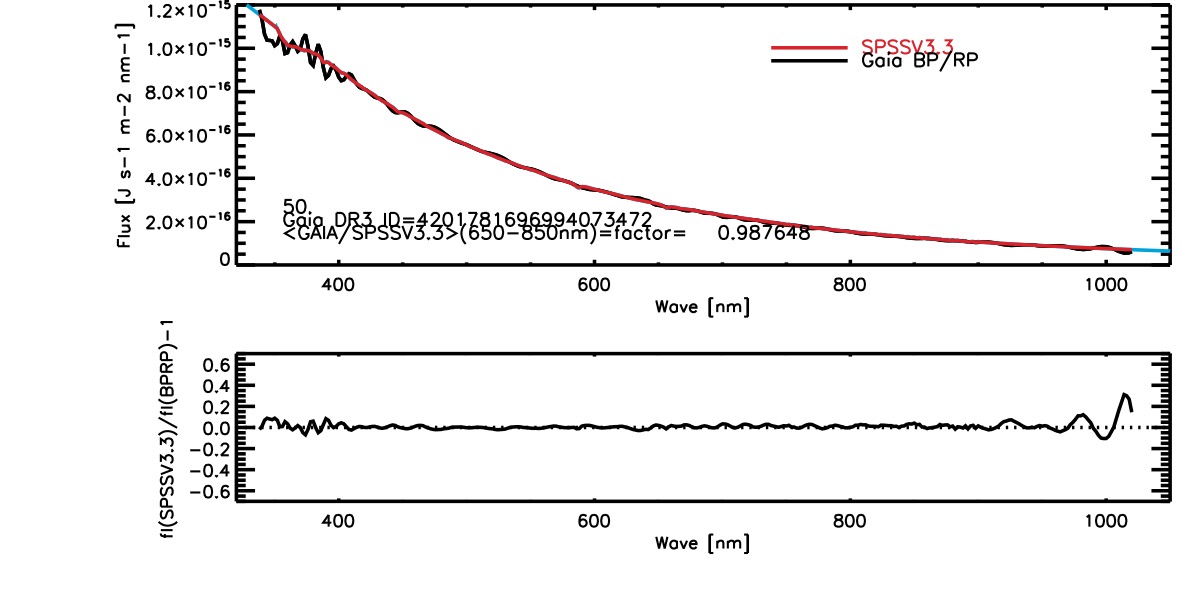 Flux [J s−1 m−2 nm−1]
1.2×10−15
1.0×10−15
8.0×10−16
6.0×10−16
4.0×10−16
2.0×10−16
0
SPSSV3.3
Gaia BP/RP
50.
Gaia DR3 ID=4201781696994073472
<GAIA/SPSSV3.3>(650−850nm)=factor= 0.987648
400 600 800 1000
Wave [nm]
fl(SPSSV3.3)/fl(BPRP)−1
0.6
0.4
0.2
0.0
−0.2
−0.4
−0.6
400 600 800 1000
Wave [nm]